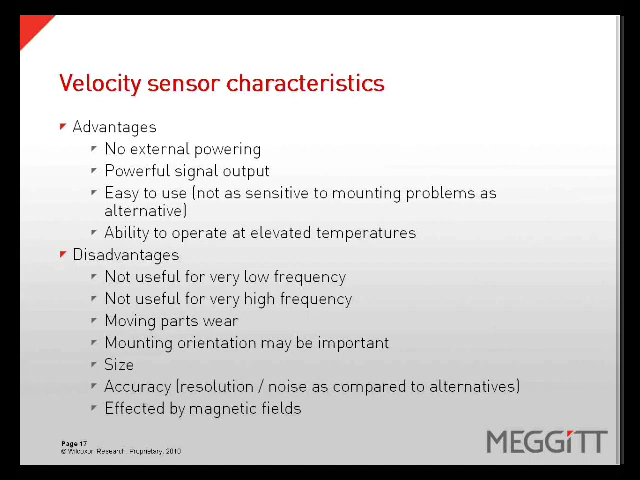 Velocity sensor characteristics
Advantages
No external powering
Powerful signal output
Easy to use (not as sensitive to mounting problems as
alternative)
Ability to operate at elevated temperatures
Disadvantages
Not useful for very low frequency
Not useful for very high frequency
Moving parts wear
Mounting orientation may be important
Size
Accuracy (resolution / noise as compared to alternatives)
Effected by magnetic fields
Page 17
© Wilcoxon Research, Proprietary, 2010
MEGGITT